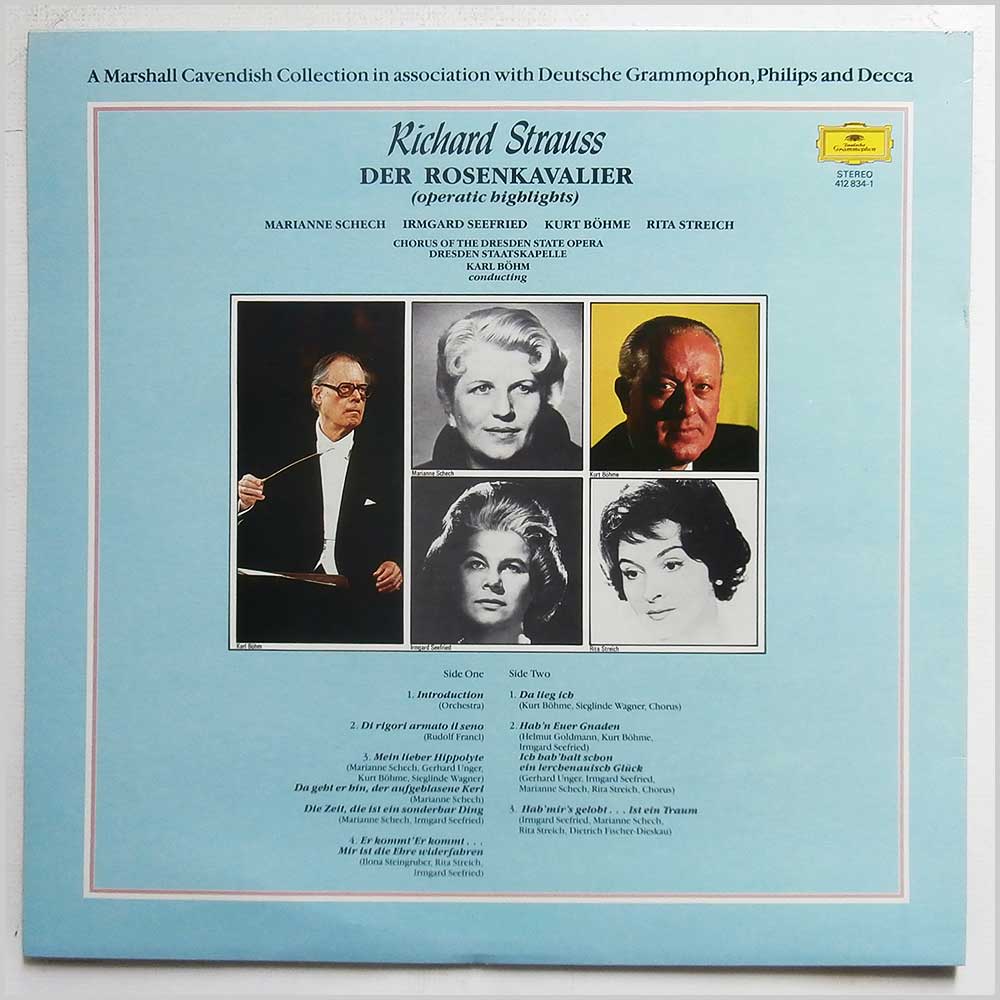 A Marshall Cavendish Collection in association with Deutsche Grammophon, Philips and Decca
Richard Strauss
DER ROSENKAVALIER
(operatic highlights)
Deutsche
Grammophon
STEREO
412 834-1
MARIANNE SCHECH IRMGARD SEEFRIED KURT BÖHME RITA STREICH
CHORUS OF THE DRESDEN STATE OPERA
DRESDEN STAATSKAPELLE
KARL BÖHM
conducting
Marianne Schech
Kurt Böhme
Karl Böhm
Irmgard Seefried
Rita Streich
Side One
1. Introduction
(Orchestra)
2. Di rigori armato il seno
(Rudolf Francl)
3. Mein lieber Hippolyte
(Marianne Schech, Gerhard Unger,
Kurt Böhme, Sieglinde Wagner)
Da geht er hin, der aufgeblasene Kerl
(Marianne Schech)
Die Zeit, die ist ein sonderbar Ding
(Marianne Schech, Irmgard Seefried)
4. Er kommt' Er kommt . . .
Mir ist die Ehre widerfahren
(Ilona Steingruber, Rita Streich,
Irmgard Seefried)
Side Two
1. Da lieg ich
(Kurt Böhme, Sieglinde Wagner, Chorus)
2. Hab'n Euer Gnaden
(Helmut Goldmann, Kurt Böhme,
Irmgard Seefried)
Ich hab' halt schon
ein lerchenauisch Glück
(Gerhard Unger, Irmgard Seefried,
Marianne Schech, Rita Streich, Chorus)
3. Hab' mir's gelobt . . . Ist ein Traum
(Irmgard Seefried, Marianne Schech,
Rita Streich, Dietrich Fischer-Dieskau)